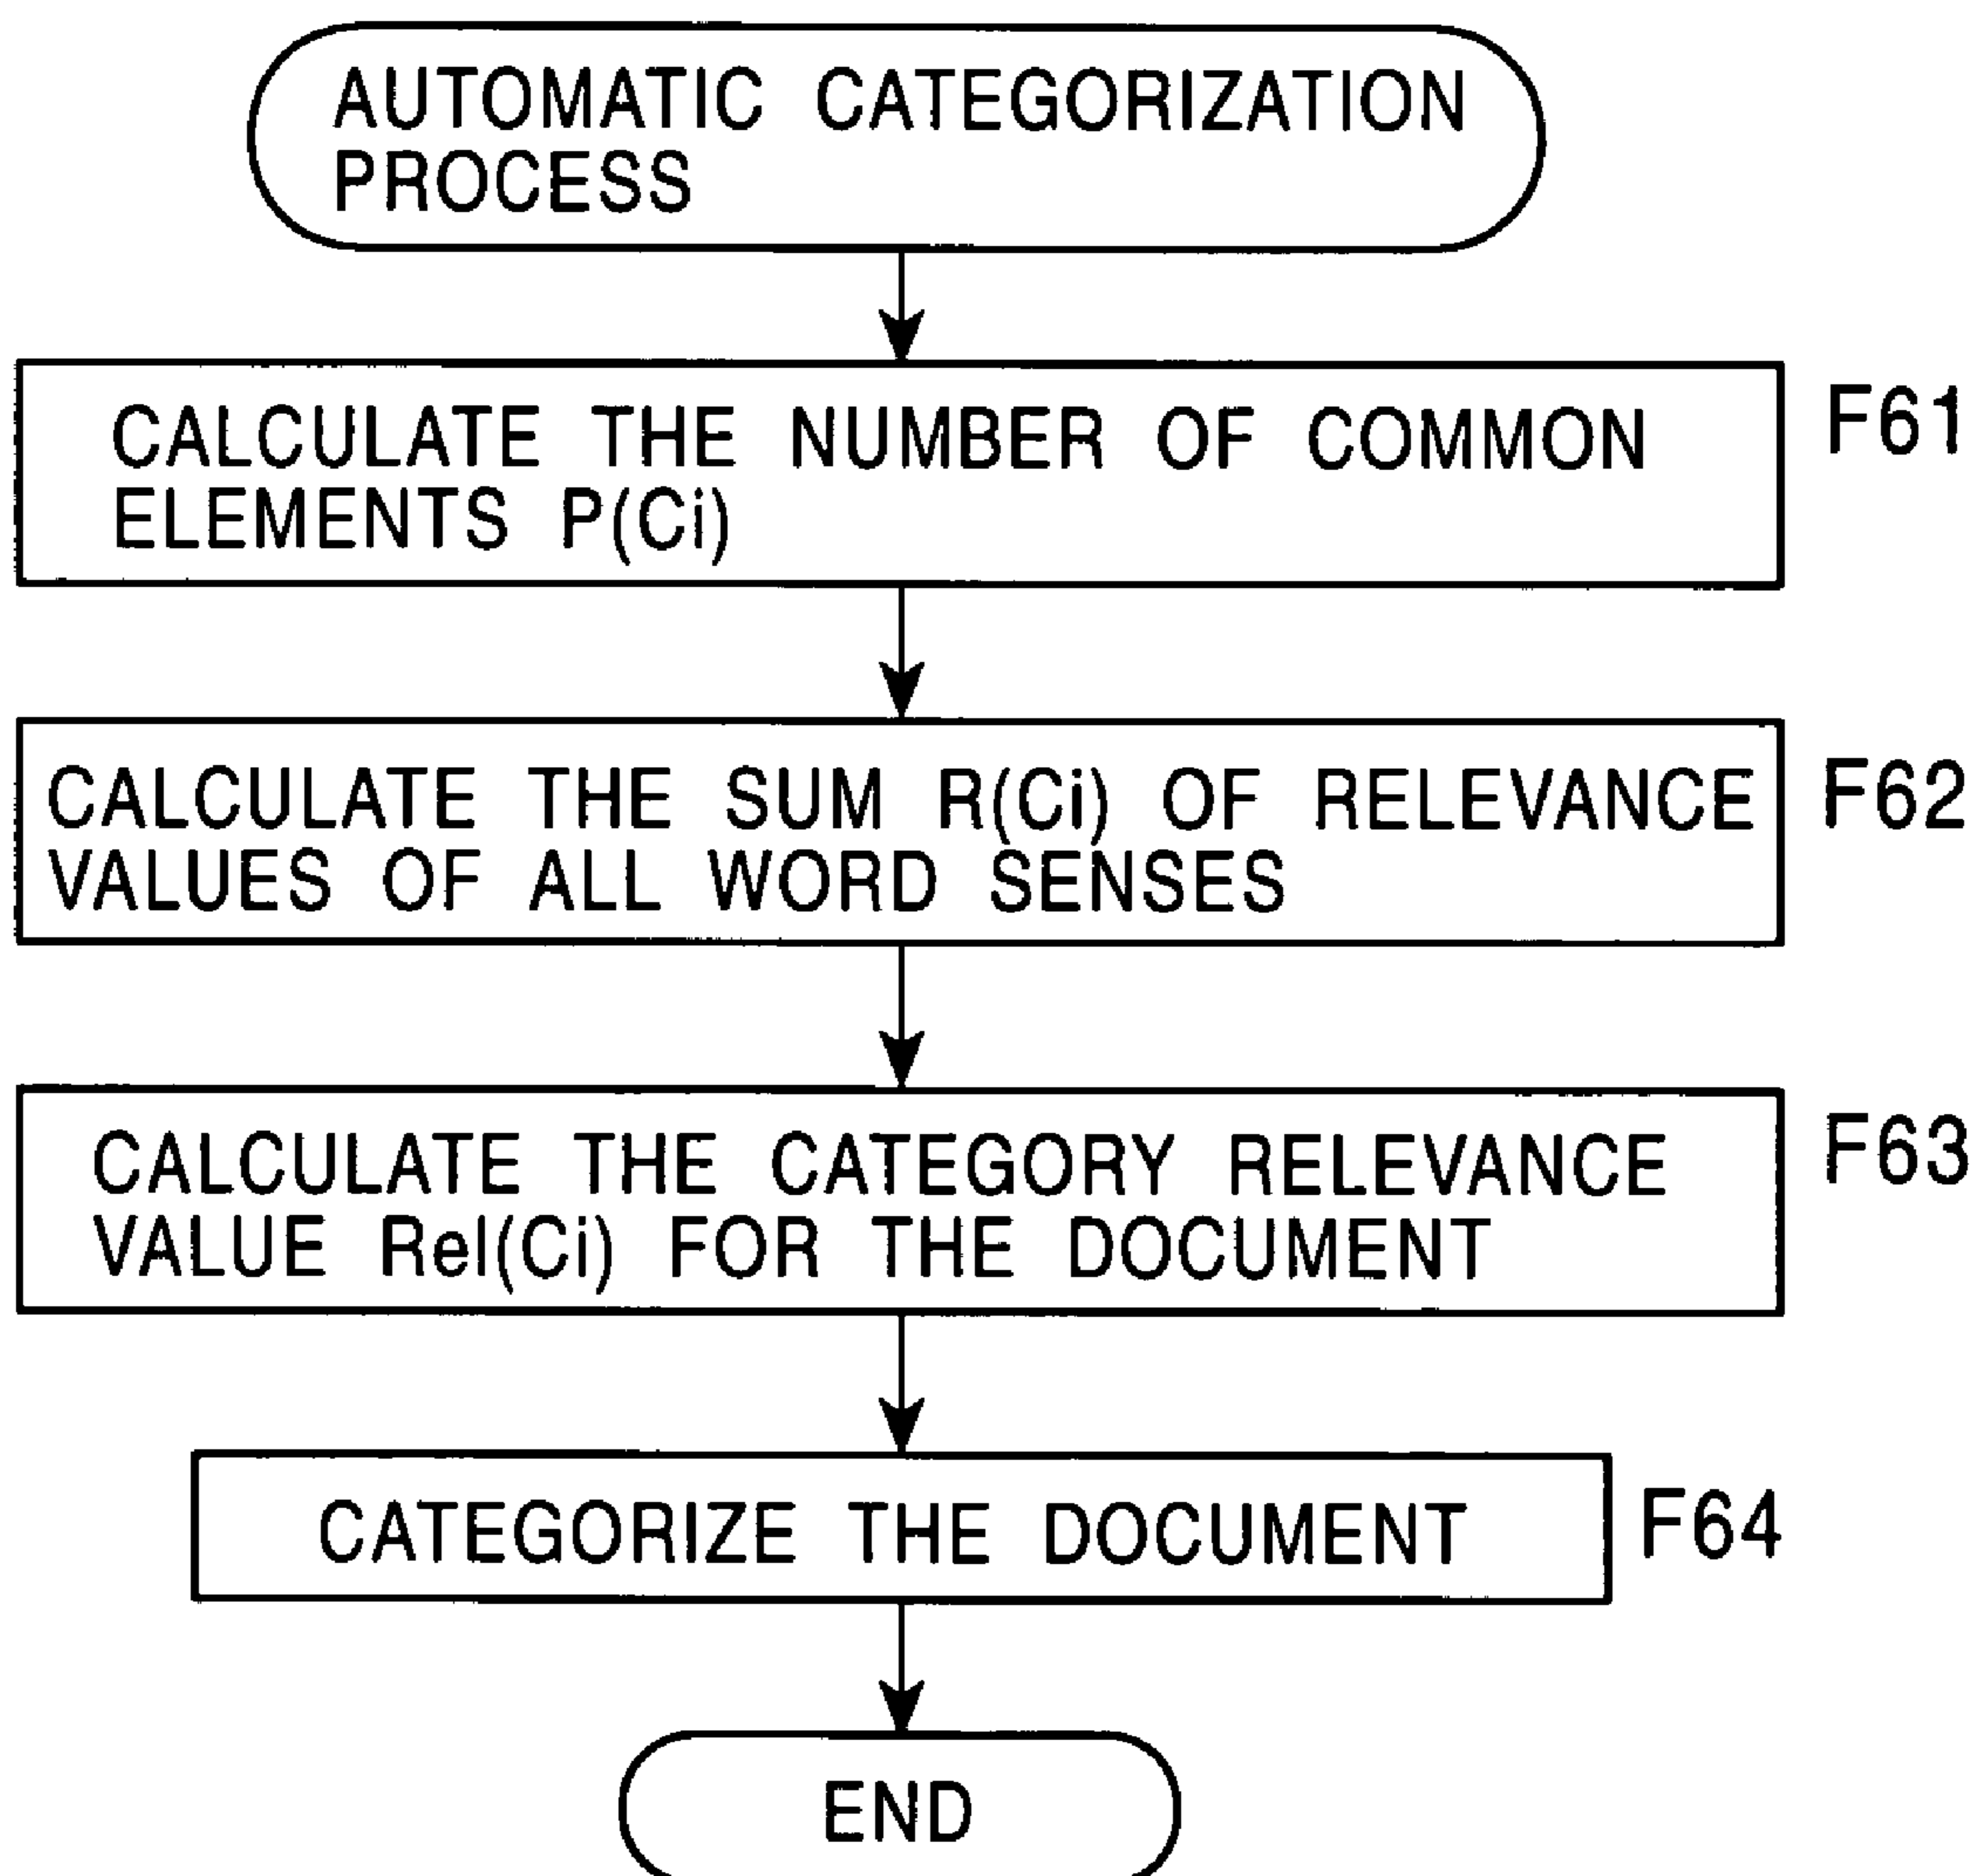 AUTOMATIC CATEGORIZATION
PROCESS
CALCULATE THE NUMBER OF COMMON
ELEMENTS P(Ci)
F61
CALCULATE THE SUM R(Ci) OF RELEVANCE
VALUES OF ALL WORD SENSES
F62
CALCULATE THE CATEGORY RELEVANCE
VALUE Rel(Ci) FOR THE DOCUMENT
F63
CATEGORIZE THE DOCUMENT
F64
END